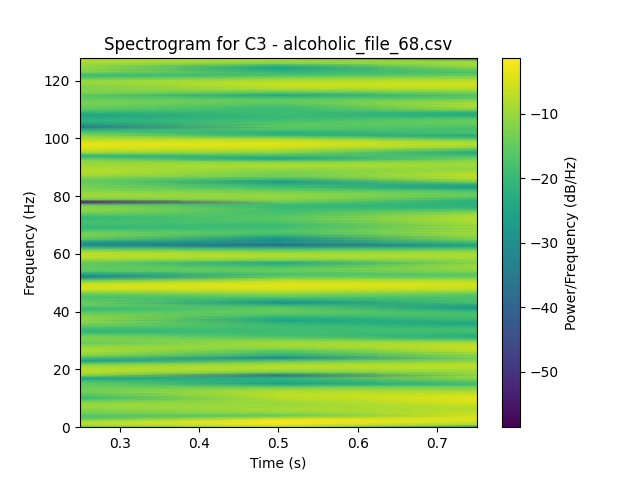 Spectrogram for C3 - alcoholic_file_68.csv
120
100
80
60
40
20
0
Frequency (Hz)
0.3 0.4 0.5 0.6 0.7
Time (s)
−10
−20
−30
−40
−50
Power/Frequency (dB/Hz)